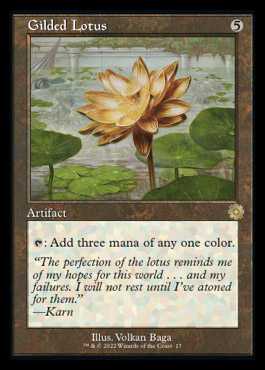 Gilded Lotus 5
Artifact
: Add three mana of any one color.
“The perfection of the lotus reminds me
of my hopes for this world . . . and my
failures. I will not rest until I’ve atoned
for them.”
—Karn
Illus. Volkan Baga
™ & © 2022 Wizards of the Coast 17